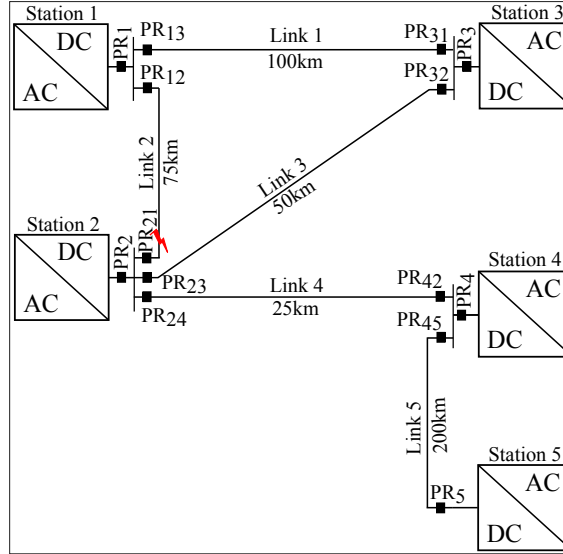 Station 1
DC
AC
PR1
PR13
PR12
Link 1
100km
PR31
PR32
PR3
Station 3
AC
DC
Link 2
75km
Link 3
50km
Station 2
DC
AC
PR2
PR21
PR23
PR24
Link 4
25km
PR42
PR45
PR4
Station 4
AC
DC
Link 5
200km
PR5
Station 5
AC
DC